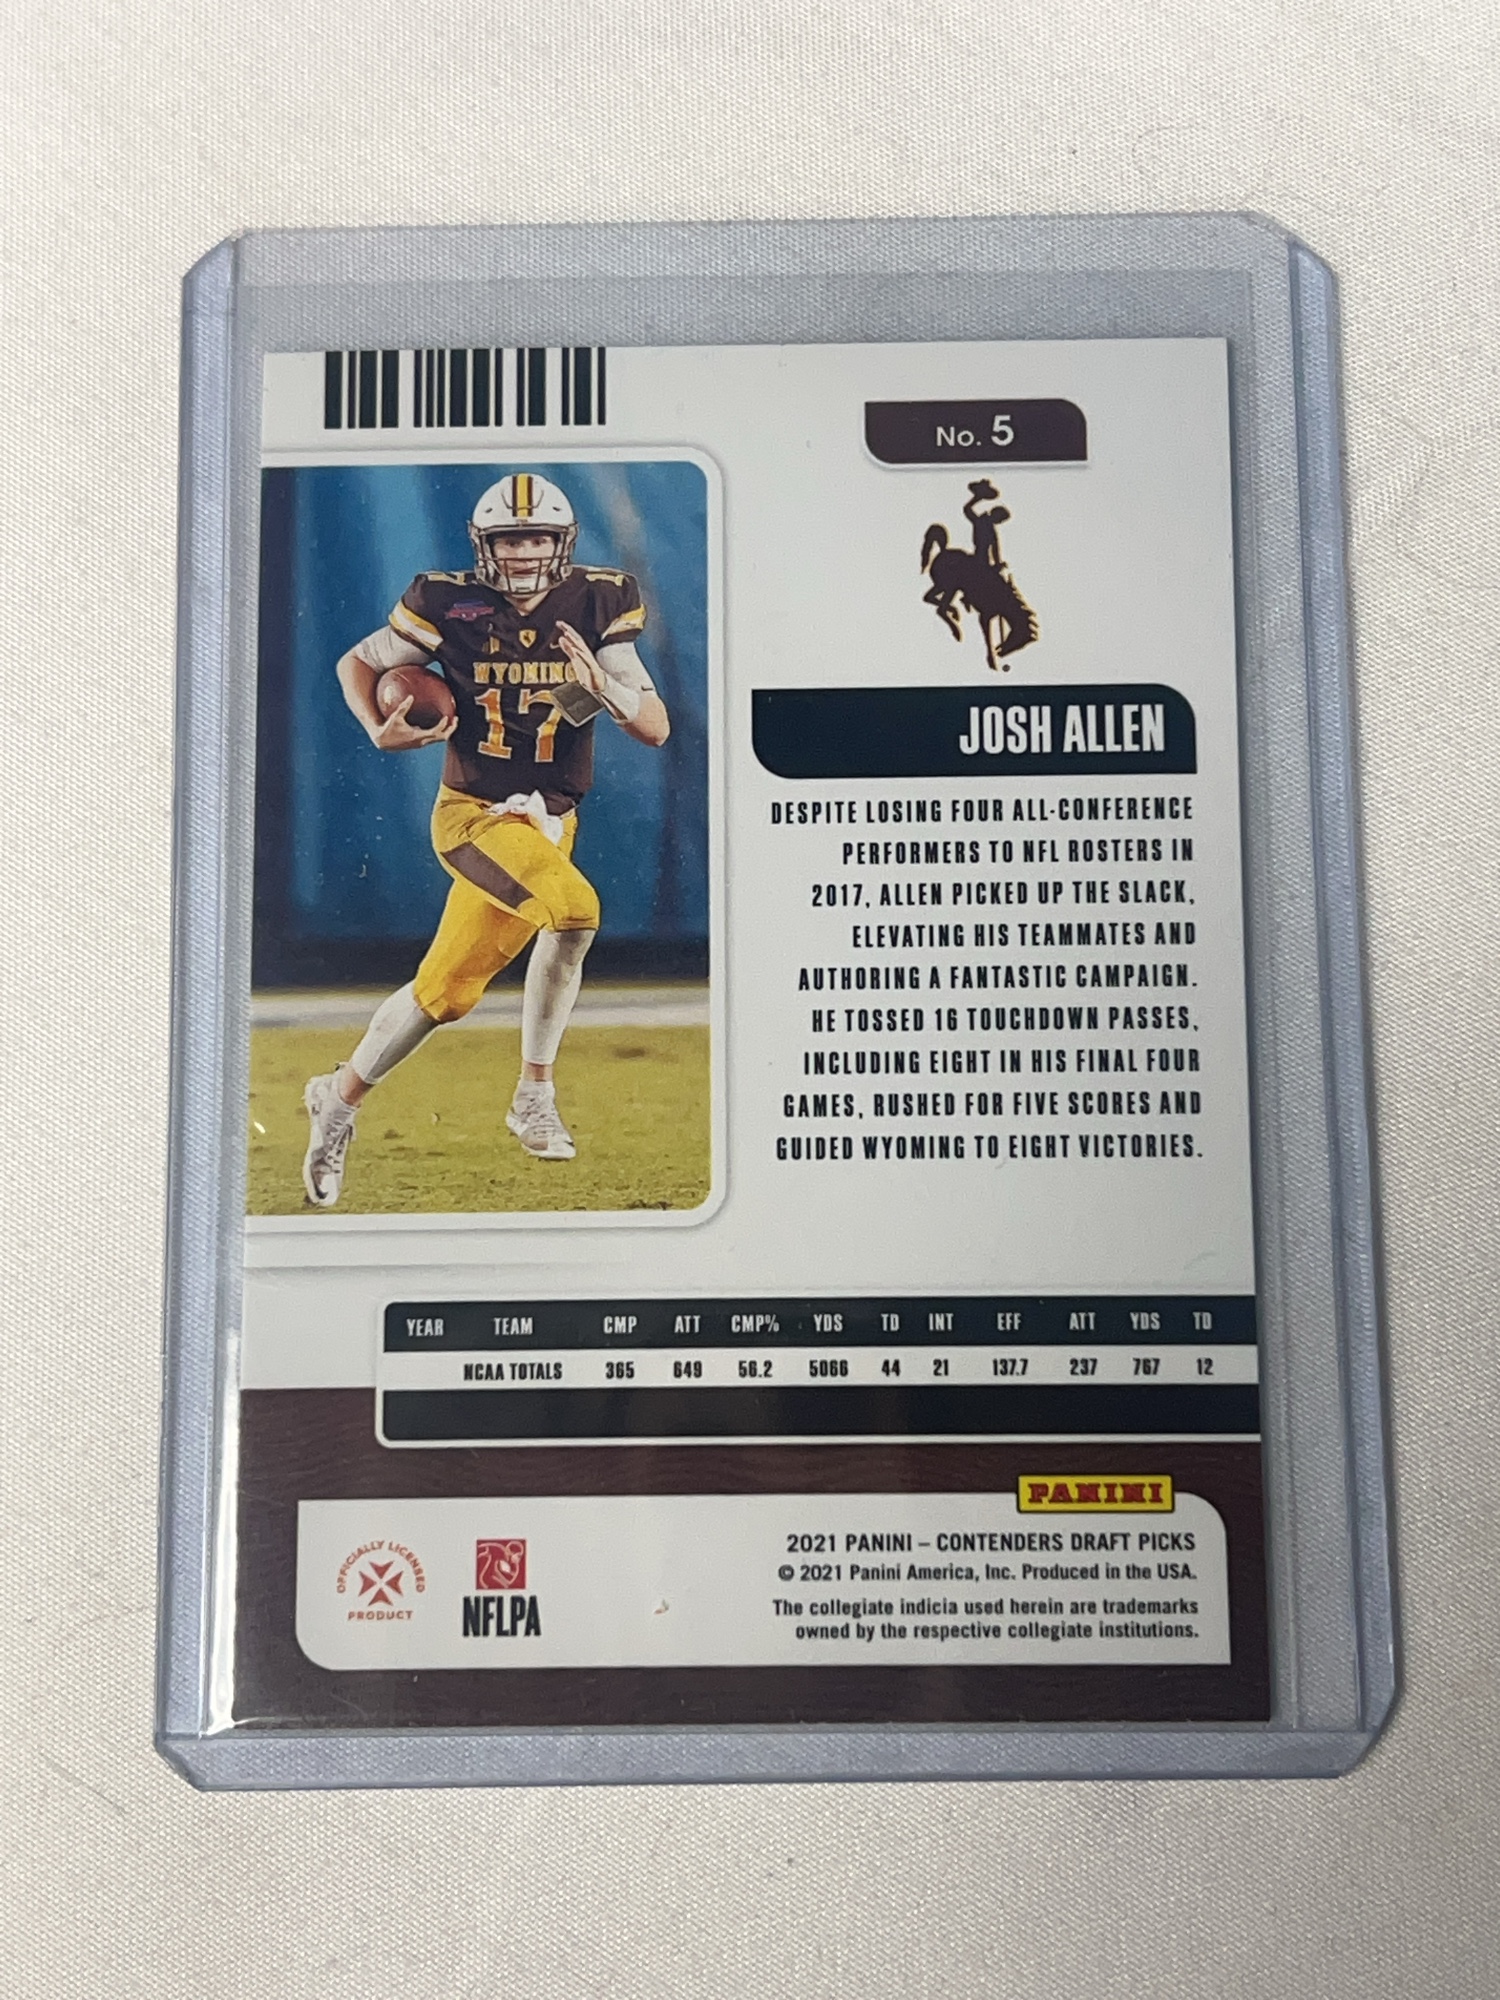 No. 5
17
WYOMING
17
JOSH ALLEN
DESPITE LOSING FOUR ALL-CONFERENCE
PERFORMERS TO NFL ROSTERS IN
2017, ALLEN PICKED UP THE SLACK,
ELEVATING HIS TEAMMATES AND
AUTHORING A FANTASTIC CAMPAIGN.
HE TOSSED 16 TOUCHDOWN PASSES,
INCLUDING EIGHT IN HIS FINAL FOUR
GAMES, RUSHED FOR FIVE SCORES AND
GUIDED WYOMING TO EIGHT VICTORIES.
YEAR TEAM CMP ATT CMP% YDS TD INT EFF ATT YDS TD
NCAA TOTALS 365 649 56.2 5066 44 21 137.7 237 767 12
PANINI
OFFICIALLY LICENSED
PRODUCT
NFLPA
2021 PANINI – CONTENDERS DRAFT PICKS
© 2021 Panini America, Inc. Produced in the USA.
The collegiate indicia used herein are trademarks
owned by the respective collegiate institutions.